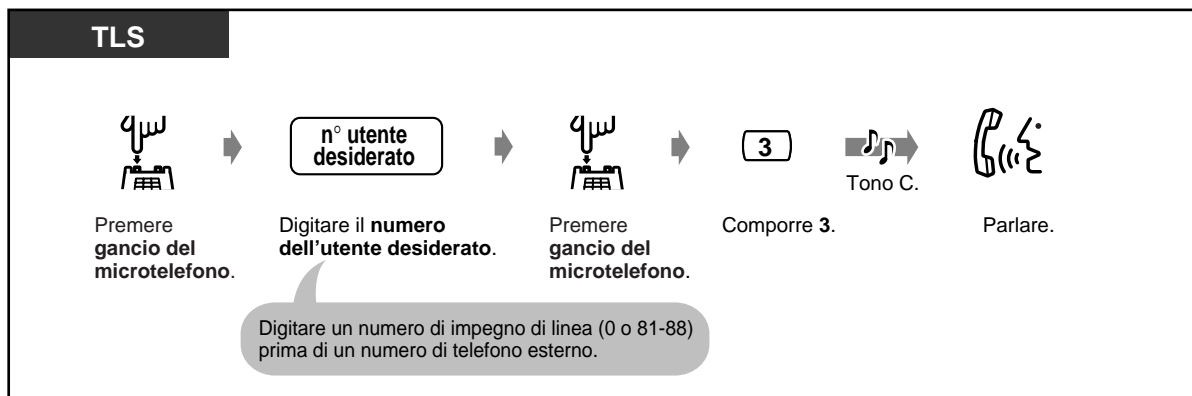 TLS
n° utente
desiderato
3
Tono C.
Premere
gancio del
microtelefono.
Digitare il numero
dell'utente desiderato.
Premere
gancio del
microtelefono.
Comporre 3.
Parlare.
Digitare un numero di impegno di linea (0 o 81-88)
prima di un numero di telefono esterno.